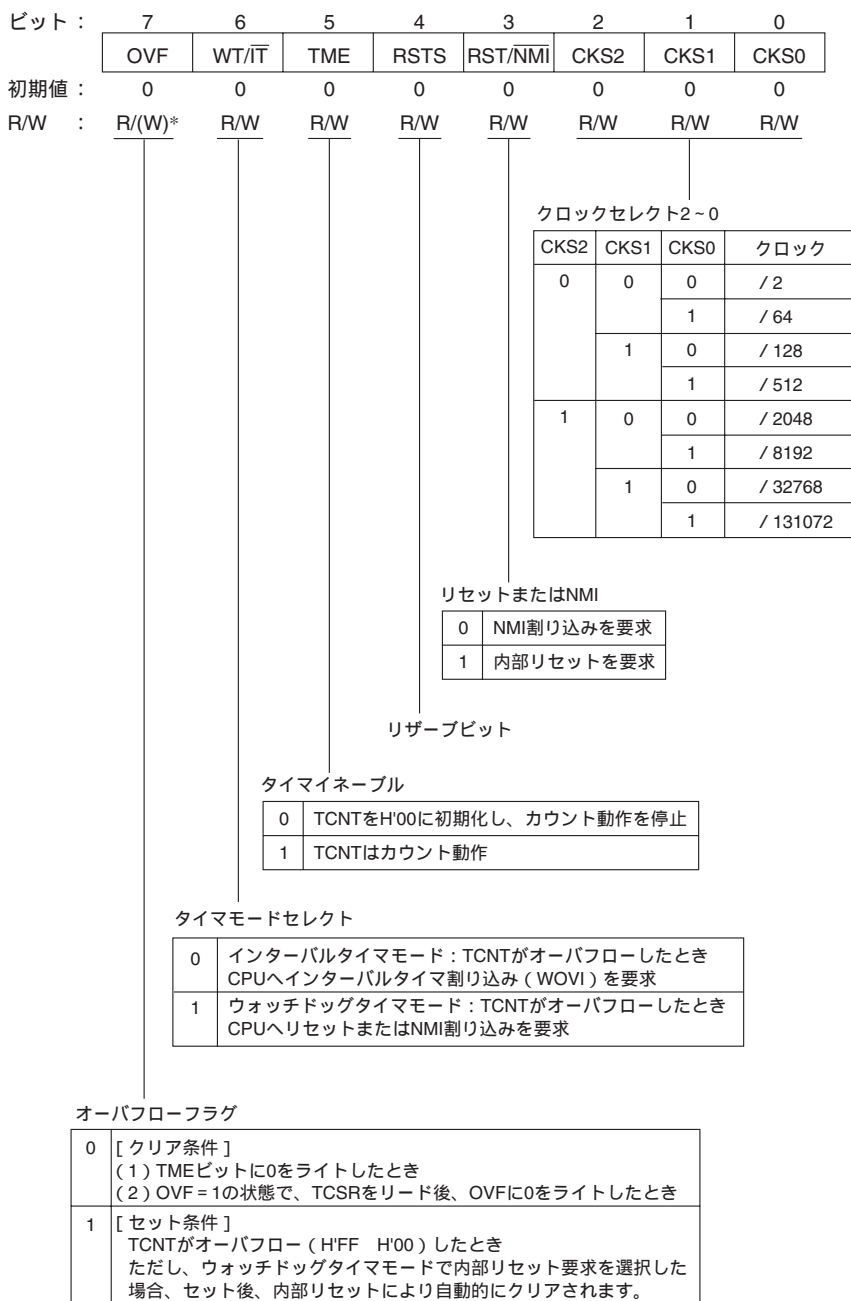 ビット : 7 6 5 4 3 2 1 0
OVF WT/IT TME RSTS RST/NMI CKS2 CKS1 CKS0
初期値 : 0 0 0 0 0 0 0 0
R/W : R/(W)* R/W R/W R/W R/W R/W R/W R/W
クロックセレクト2~0
CKS2 CKS1 CKS0 クロック
0 0 0 / 2
1 / 64
1 0 / 128
1 / 512
1 0 0 / 2048
1 / 8192
1 0 / 32768
1 / 131072
リセットまたはNMI
0 NMI割り込みを要求
1 内部リセットを要求
リザーブビット
タイマイネーブル
0 TCNTをH'00に初期化し、カウント動作を停止
1 TCNTはカウント動作
タイマモードセレクト
0 インターバルタイマモード:TCNTがオーバフローしたとき
CPUへインターバルタイマ割り込み(WOVI)を要求
1 ウォッチドッグタイマモード:TCNTがオーバフローしたとき
CPUへリセットまたはNMI割り込みを要求
オーバフローフラグ
0 [クリア条件]
(1)TMEビットに0をライトしたとき
(2)OVF=1の状態で、TCSRをリード後、OVFに0をライトしたとき
1 [セット条件]
TCNTがオーバフロー(H'FF H'00)したとき
ただし、ウォッチドッグタイマモードで内部リセット要求を選択した
場合、セット後、内部リセットにより自動的にクリアされます。